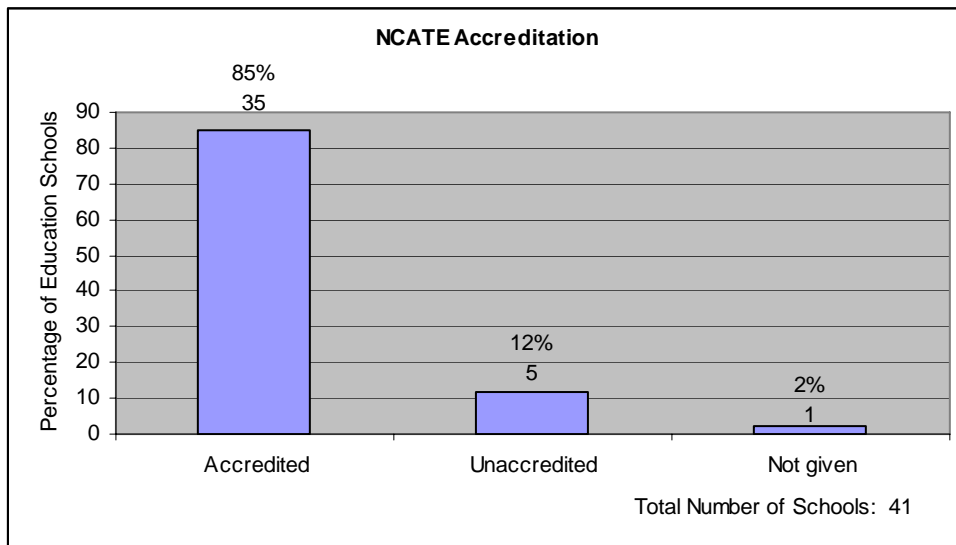 NCATE Accreditation
85%
35
12%
5
2%
1
Percentage of Education Schools
90
80
70
60
50
40
30
20
10
0
Accredited
Unaccredited
Not given
Total Number of Schools: 41